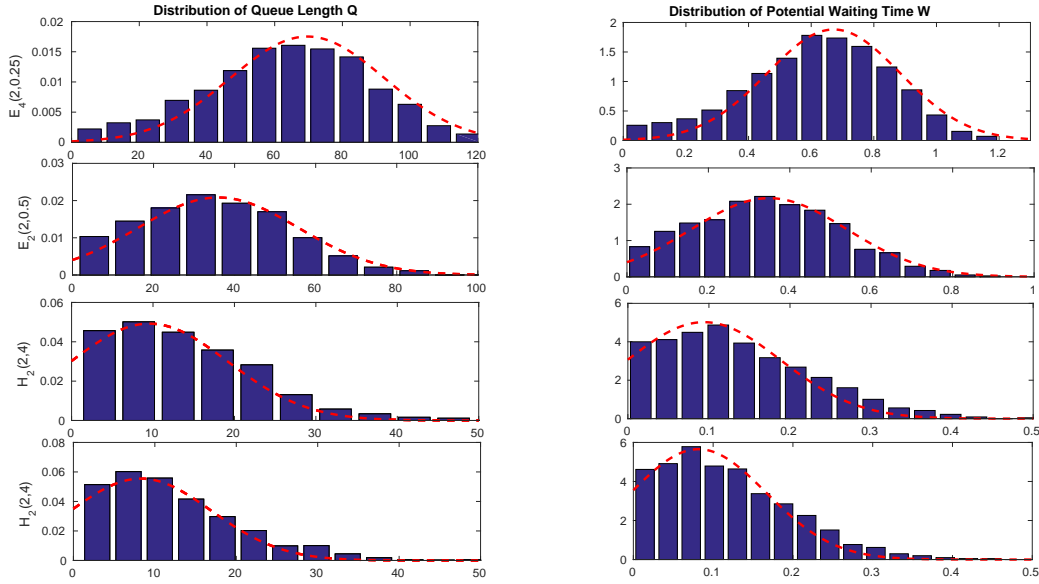 Distribution of Queue Length Q
E4(2,0.25)
0.02
0.015
0.01
0.005
0
0 20 40 60 80 100 120
E2(2,0.5)
0.03
0.02
0.01
0
0 20 40 60 80 100
H2(2,4)
0.06
0.04
0.02
0
0 10 20 30 40 50
H2(2,4)
0.08
0.06
0.04
0.02
0
0 10 20 30 40 50
Distribution of Potential Waiting Time W
2
1.5
1
0.5
0
0 0.2 0.4 0.6 0.8 1 1.2
3
2
1
0
0.2 0.4 0.6 0.8 1
6
4
2
0
0 0.1 0.2 0.3 0.4 0.5
6
4
2
0
0 0.1 0.2 0.3 0.4 0.5